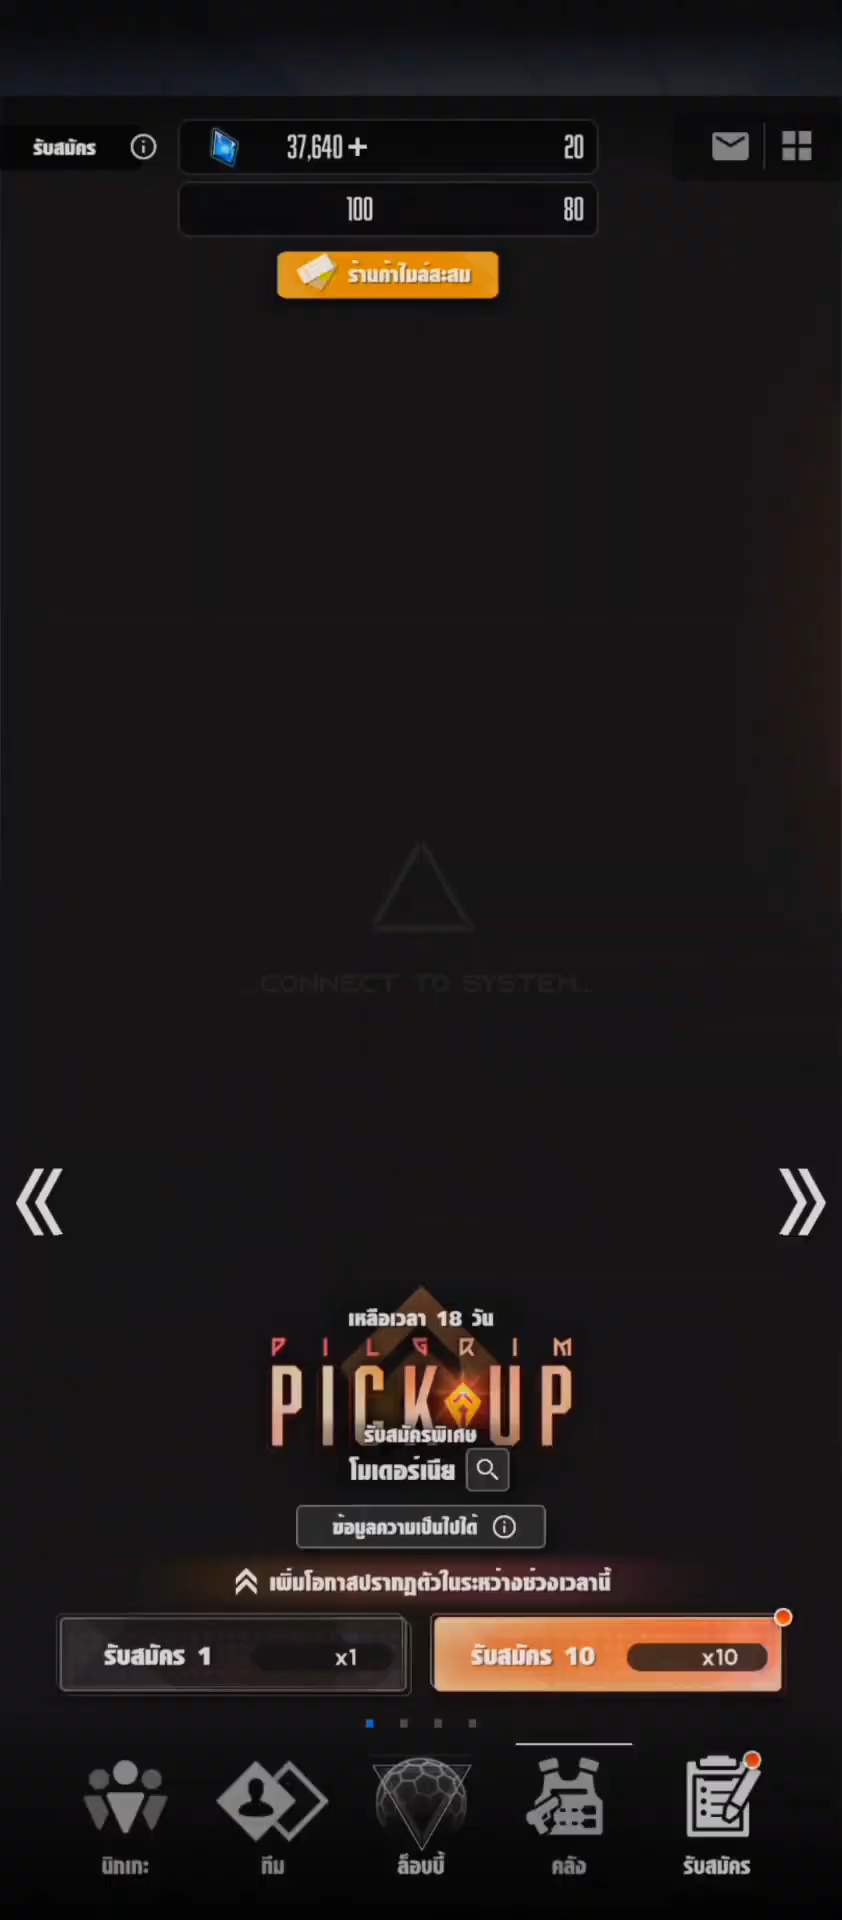 รับสมัคร
37,640
20
100
80
ร้านค้าไมล์สะสม
...CONNECT TO SYSTEM...
เหลือเวลา 18 วัน
PILGRIM
PICK UP
รับสมัครพิเศษ
โมเดอร์เนีย
ข้อมูลความเป็นไปได้
เพิ่มโอกาสปรากฏตัวในระหว่างช่วงเวลานี้
รับสมัคร 1 x1
รับสมัคร 10 x10
นิกเกะ
ทีม
ล็อบบี้
คลัง
รับสมัคร